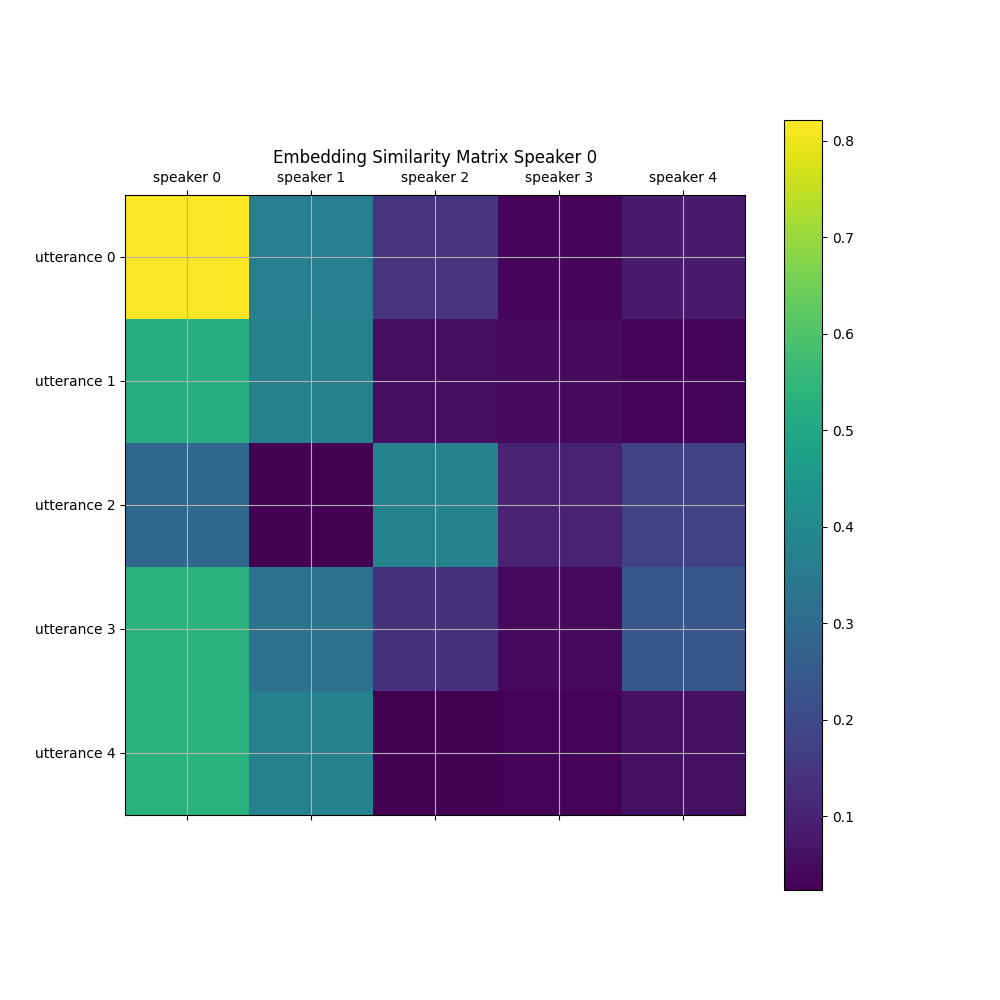 Embedding Similarity Matrix Speaker 0
speaker 0 speaker 1 speaker 2 speaker 3 speaker 4
utterance 0
utterance 1
utterance 2
utterance 3
utterance 4
0.8
0.7
0.6
0.5
0.4
0.3
0.2
0.1